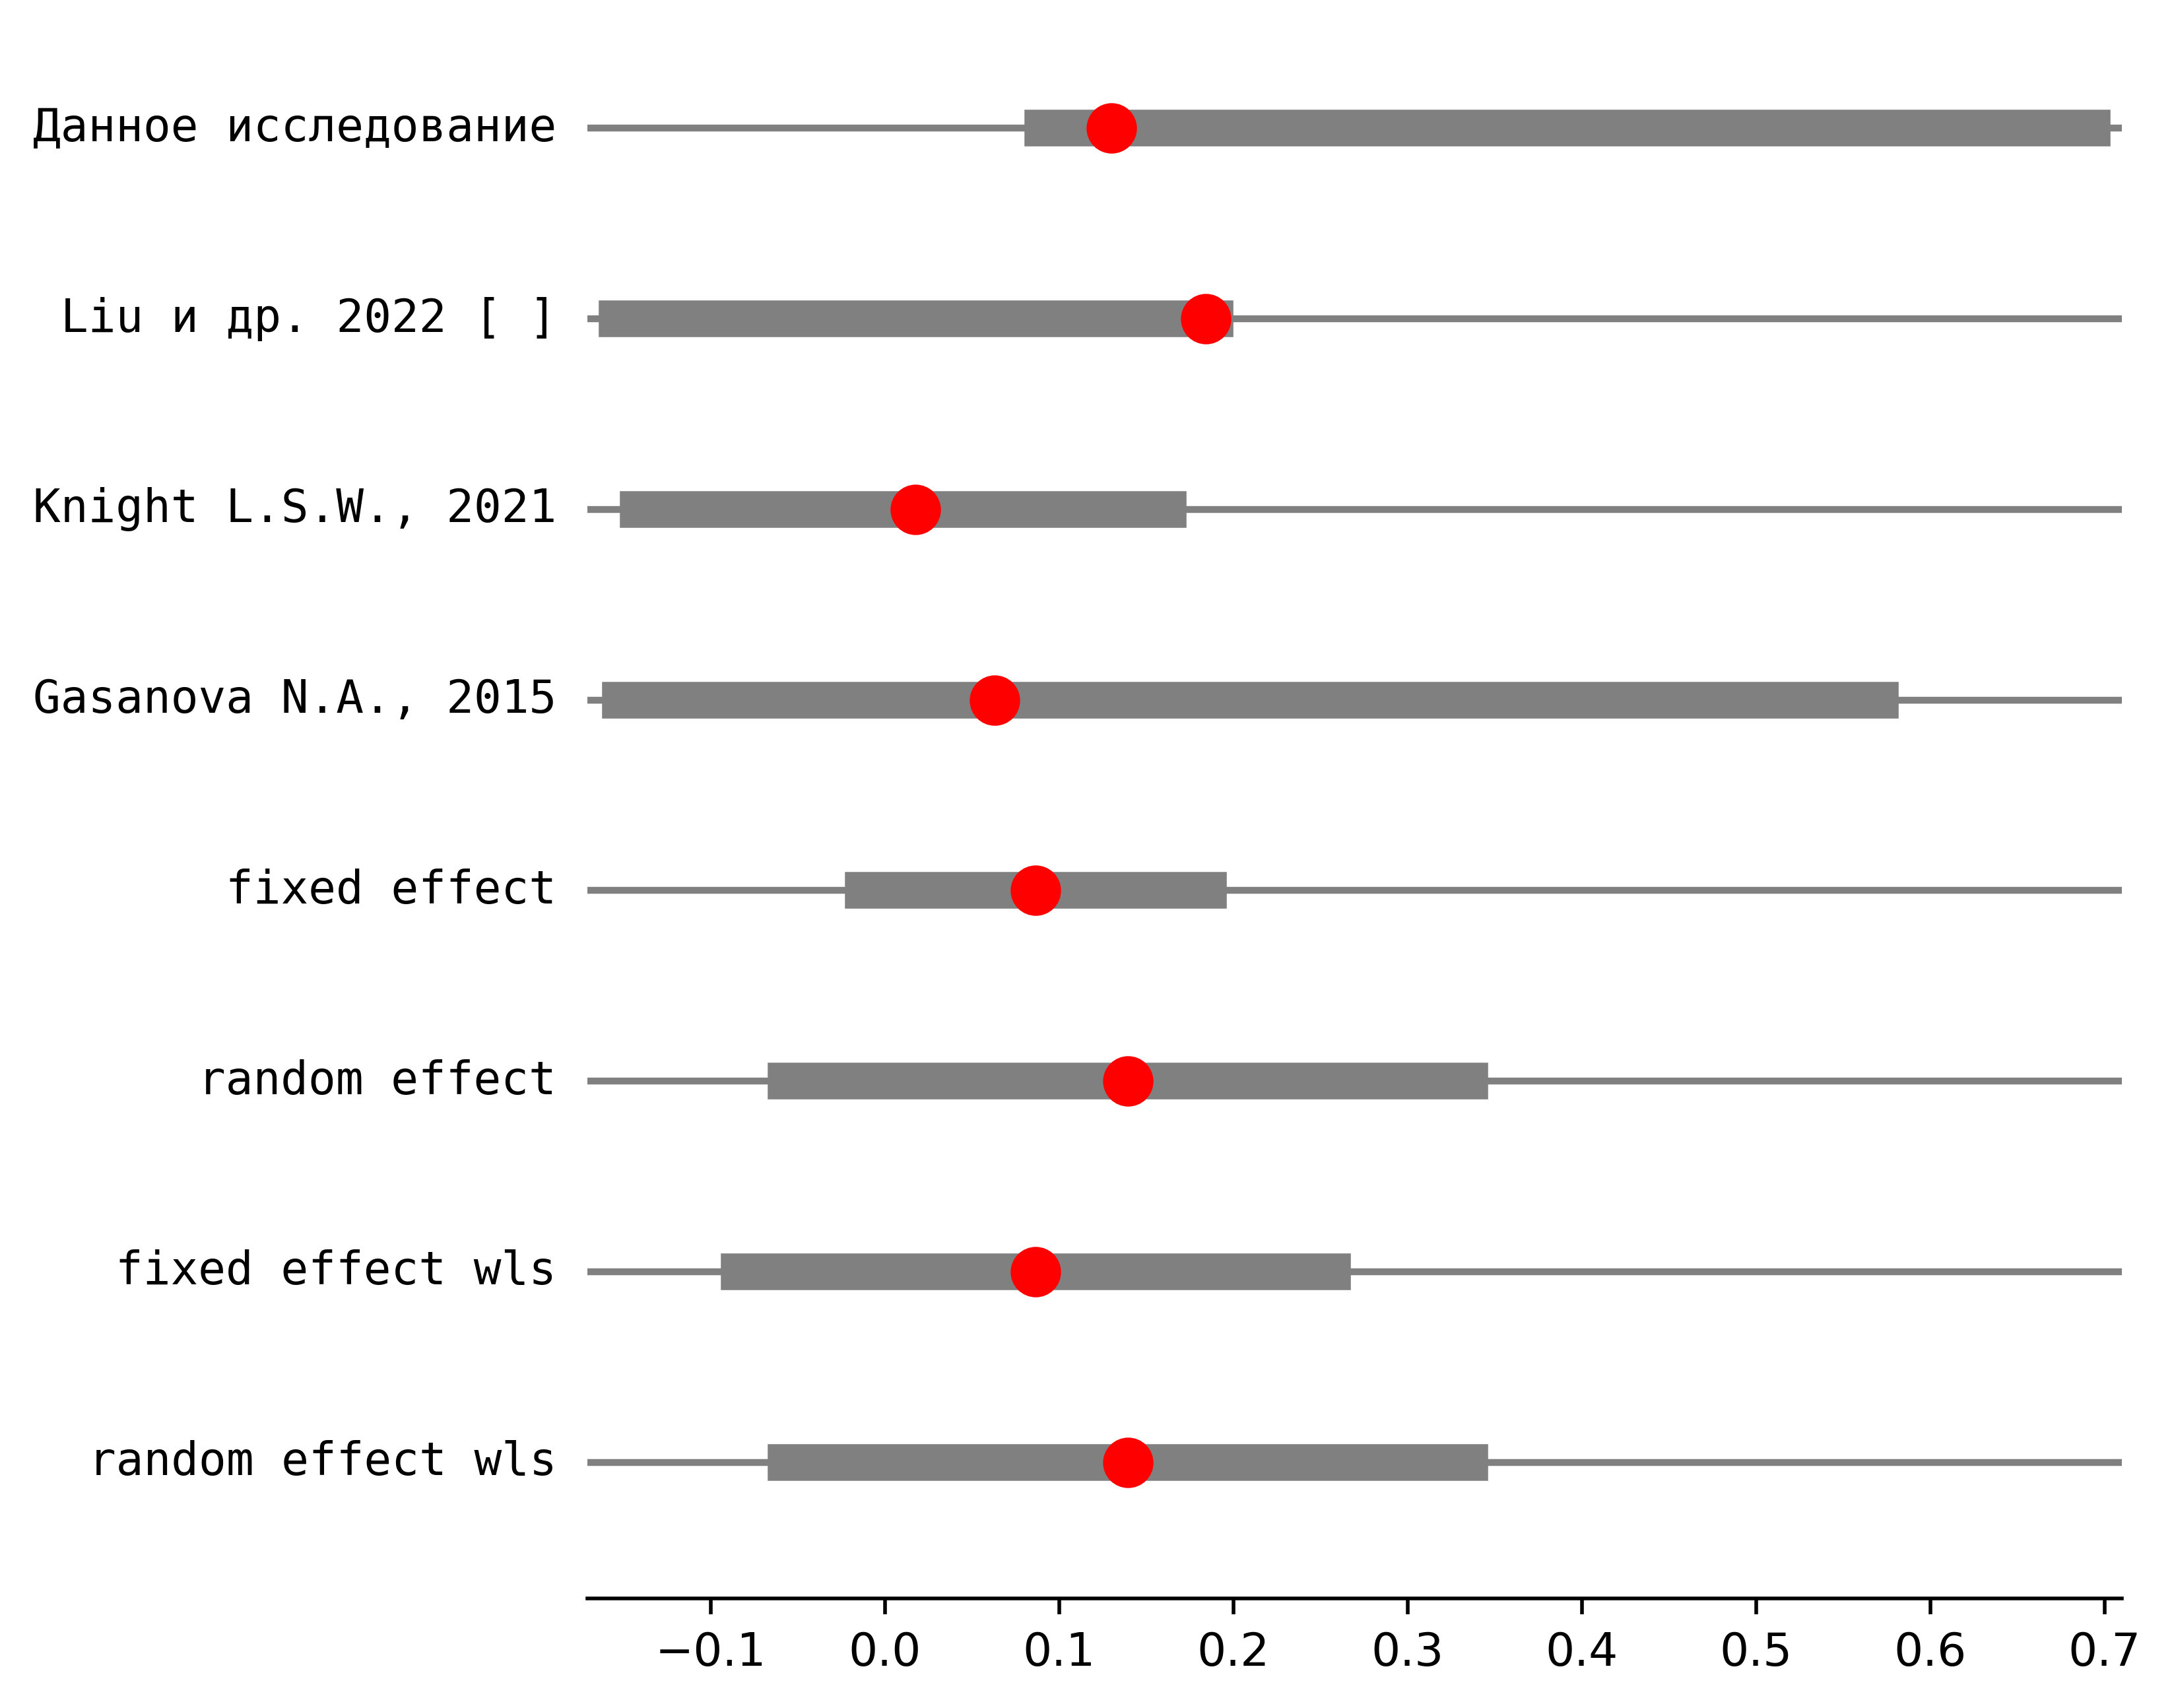 Данное исследование
Liu и др. 2022 [ ]
Knight L.S.W., 2021
Gasanova N.A., 2015
fixed effect
random effect
fixed effect wls
random effect wls
−0.1 0.0 0.1 0.2 0.3 0.4 0.5 0.6 0.7